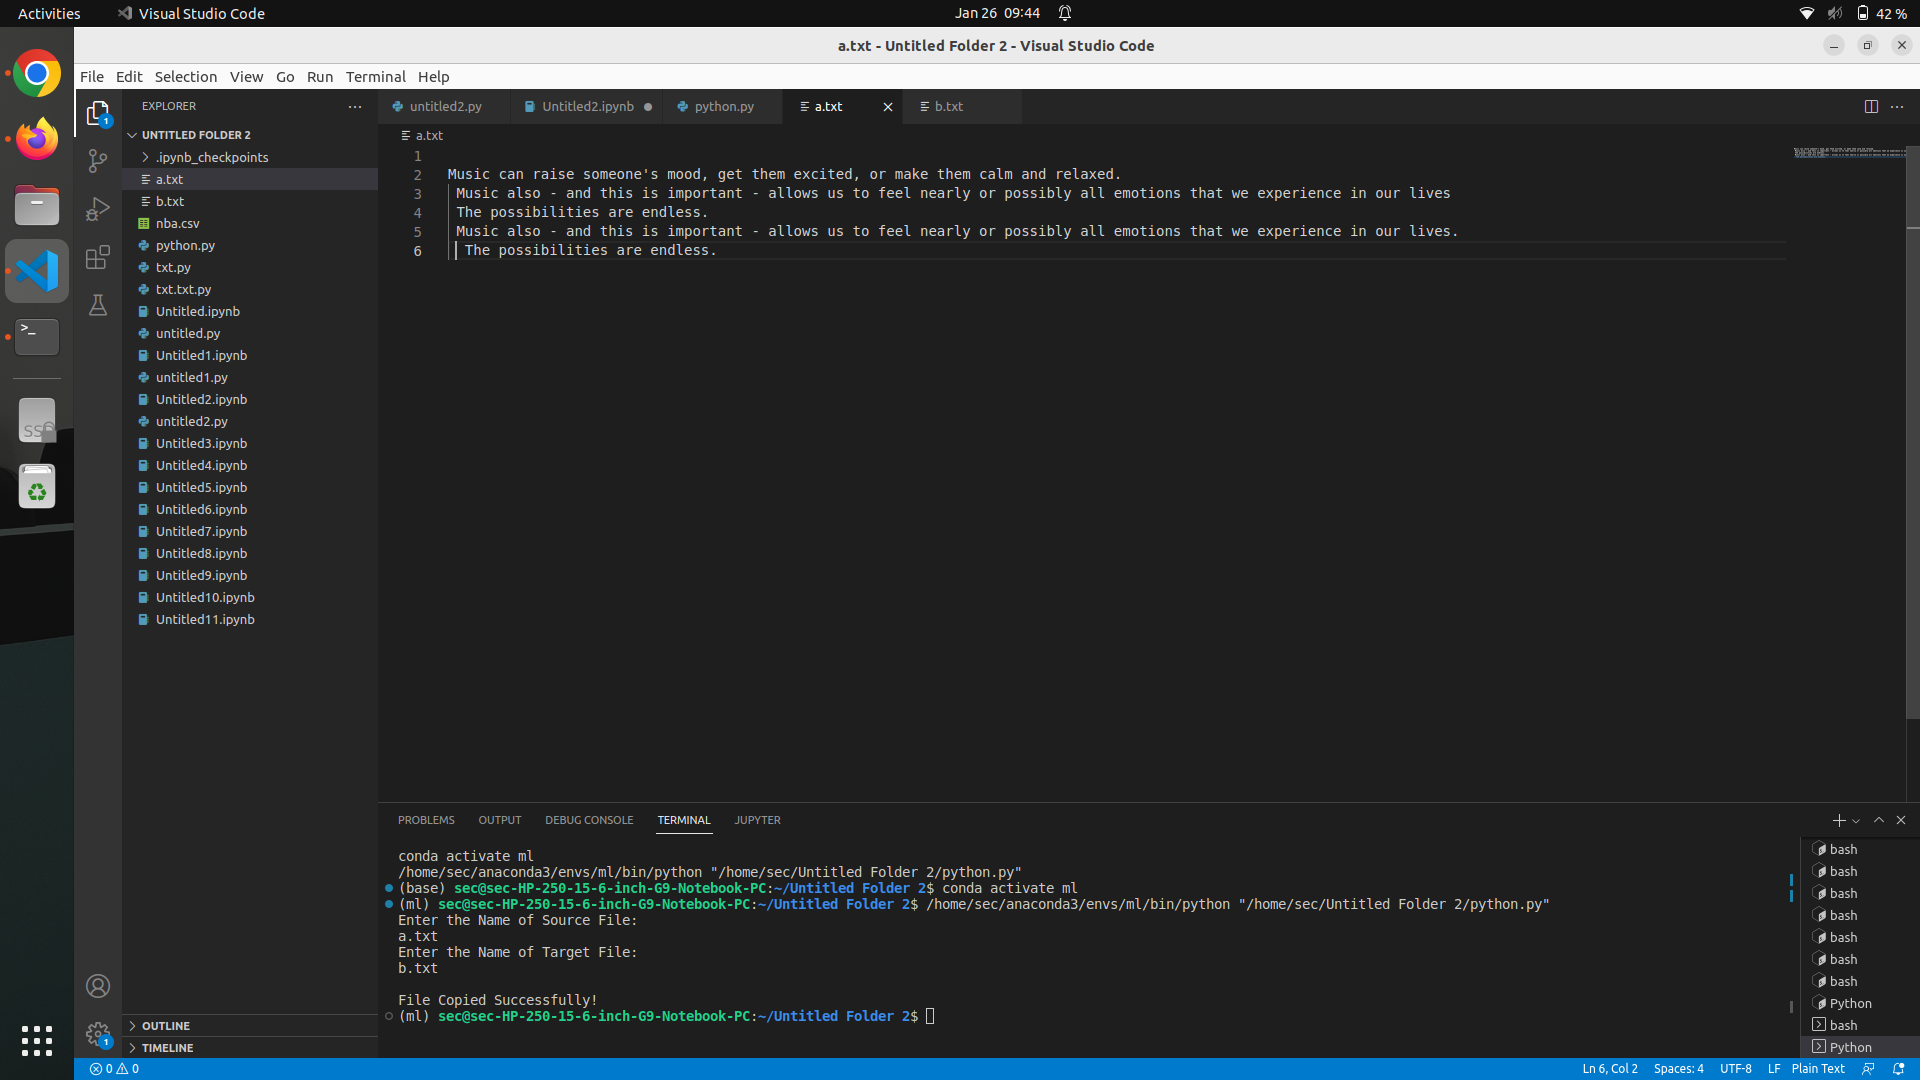 Activities Visual Studio Code Jan 26 09:44 42 %
a.txt - Untitled Folder 2 - Visual Studio Code
File Edit Selection View Go Run Terminal Help
EXPLORER
UNTITLED FOLDER 2
.ipynb_checkpoints
a.txt
b.txt
nba.csv
python.py
txt.py
txt.txt.py
Untitled.ipynb
untitled.py
Untitled1.ipynb
untitled1.py
Untitled2.ipynb
untitled2.py
Untitled3.ipynb
Untitled4.ipynb
Untitled5.ipynb
Untitled6.ipynb
Untitled7.ipynb
Untitled8.ipynb
Untitled9.ipynb
Untitled10.ipynb
Untitled11.ipynb
OUTLINE
TIMELINE
untitled2.py Untitled2.ipynb python.py a.txt b.txt
a.txt
1
2 Music can raise someone's mood, get them excited, or make them calm and relaxed.
3 Music also - and this is important - allows us to feel nearly or possibly all emotions that we experience in our lives
4 The possibilities are endless.
5 Music also - and this is important - allows us to feel nearly or possibly all emotions that we experience in our lives.
6 The possibilities are endless.
PROBLEMS OUTPUT DEBUG CONSOLE TERMINAL JUPYTER
conda activate ml
/home/sec/anaconda3/envs/ml/bin/python "/home/sec/Untitled Folder 2/python.py"
(base) sec@sec-HP-250-15-6-inch-G9-Notebook-PC:~/Untitled Folder 2$ conda activate ml
(ml) sec@sec-HP-250-15-6-inch-G9-Notebook-PC:~/Untitled Folder 2$ /home/sec/anaconda3/envs/ml/bin/python "/home/sec/Untitled Folder 2/python.py"
Enter the Name of Source File:
a.txt
Enter the Name of Target File:
b.txt
File Copied Successfully!
(ml) sec@sec-HP-250-15-6-inch-G9-Notebook-PC:~/Untitled Folder 2$
bash
bash
bash
bash
bash
bash
bash
Python
bash
Python
SSD
1
1
0 0 Ln 6, Col 2 Spaces: 4 UTF-8 LF Plain Text